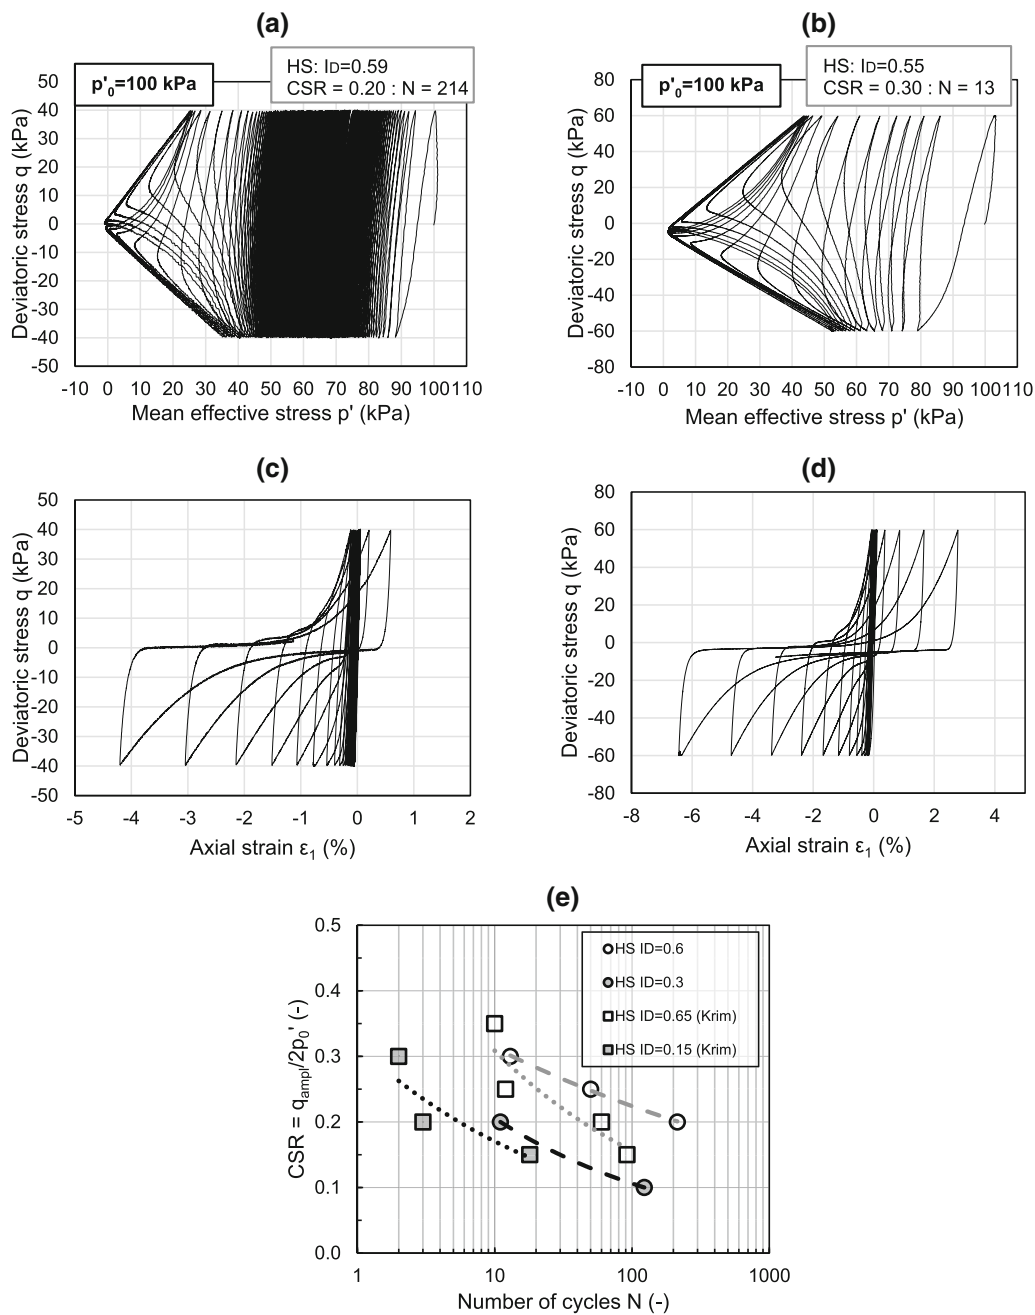 (a)
p'0=100 kPa
HS: ID=0.59
CSR = 0.20 : N = 214
Deviatoric stress q (kPa)
50
40
30
20
10
0
-10
-20
-30
-40
-50
-10 0 10 20 30 40 50 60 70 80 90 100 110
Mean effective stress p' (kPa)
(b)
p'0=100 kPa
HS: ID=0.55
CSR = 0.30 : N = 13
Deviatoric stress q (kPa)
80
60
40
20
0
-20
-40
-60
-80
-10 0 10 20 30 40 50 60 70 80 90 100 110
Mean effective stress p' (kPa)
(c)
Deviatoric stress q (kPa)
50
40
30
20
10
0
-10
-20
-30
-40
-50
-5 -4 -3 -2 -1 0 1 2
Axial strain ε1 (%)
(d)
Deviatoric stress q (kPa)
80
60
40
20
0
-20
-40
-60
-80
-8 -6 -4 -2 0 2 4
Axial strain ε1 (%)
(e)
CSR = qampl/2p0' (-)
0.5
0.4
0.3
0.2
0.1
0.0
HS ID=0.6
HS ID=0.3
HS ID=0.65 (Krim)
HS ID=0.15 (Krim)
1 10 100 1000
Number of cycles N (-)